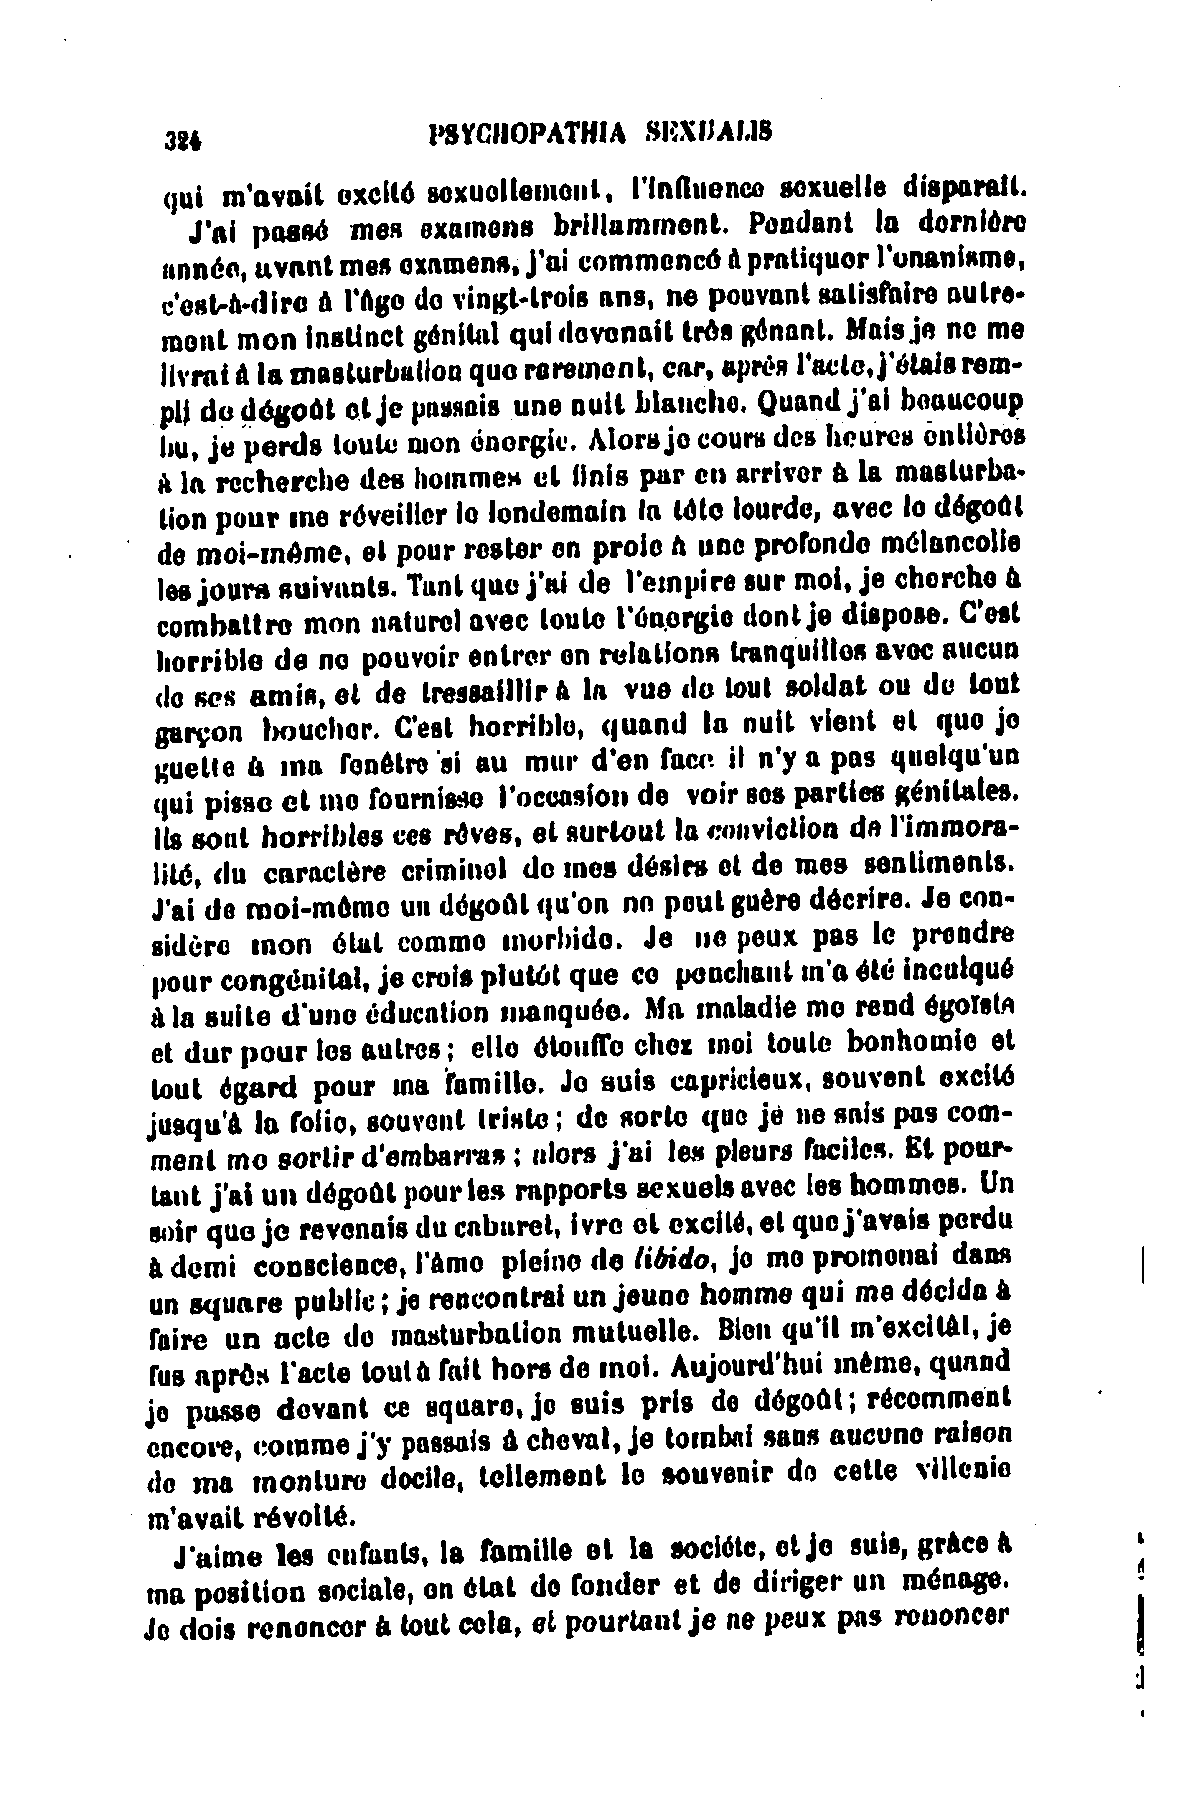 324 PSYCHOPATHIA SEXUALIS
qui m'avait excité sexuellement, l'influence sexuelle disparaît.
J'ai passé mes examens brillamment. Pendant la dernière
année, avant mes examens, j'ai commencé à pratiquer l'onanisme,
c'est-à-dire à l'âge de vingt-trois ans, ne pouvant satisfaire autre-
ment mon instinct génital qui devenait très gênant. Mais je ne me
livrai à la masturbation que rarement, car, après l'acte, j'étais rem-
pli de dégoût et je passais une nuit blanche. Quand j'ai beaucoup
bu, je perds toute mon énergie. Alors je cours des heures entières
à la recherche des hommes et finis par en arriver à la masturba-
tion pour me réveiller le lendemain la tête lourde, avec le dégoût
de moi-même, et pour rester en proie à une profonde mélancolie
les jours suivants. Tant que j'ai de l'empire sur moi, je cherche à
combattre mon naturel avec toute l'énergie dont je dispose. C'est
horrible de ne pouvoir entrer en relations tranquilles avec aucun
de ses amis, et de tressaillir à la vue de tout soldat ou de tout
garçon boucher. C'est horrible, quand la nuit vient et que je
guette à ma fenêtre si au mur d'en face il n'y a pas quelqu'un
qui pisse et me fournisse l'occasion de voir ses parties génitales.
Ils sont horribles ces rêves, et surtout la conviction de l'immora-
lité, du caractère criminel de mes désirs et de mes sentiments.
J'ai de moi-même un dégoût qu'on ne peut guère décrire. Je con-
sidère mon état comme morbide. Je ne peux pas le prendre
pour congénital, je crois plutôt que ce penchant m'a été inculqué
à la suite d'une éducation manquée. Ma maladie me rend égoïste
et dur pour les autres ; elle étouffe chez moi toute bonhomie et
tout égard pour ma famille. Je suis capricieux, souvent excité
jusqu'à la folie, souvent triste ; de sorte que je ne sais pas com-
ment me sortir d'embarras ; alors j'ai les pleurs faciles. Et pour-
tant j'ai un dégoût pour les rapports sexuels avec les hommes. Un
soir que je revenais du cabaret, ivre et excité, et que j'avais perdu
à demi conscience, l'âme pleine de libido, je me promenai dans
un square public ; je rencontrai un jeune homme qui me décida à
faire un acte de masturbation mutuelle. Bien qu'il m'excitât, je
fus après l'acte tout à fait hors de moi. Aujourd'hui même, quand
je passe devant ce square, je suis pris de dégoût ; récemment
encore, comme j'y passais à cheval, je tombai sans aucune raison
de ma monture docile, tellement le souvenir de cette villenie
m'avait révolté.
J'aime les enfants, la famille et la sociéte, et je suis, grâce à
ma position sociale, en état de fonder et de diriger un ménage.
Je dois renoncer à tout cela, et pourtant je ne peux pas renoncer